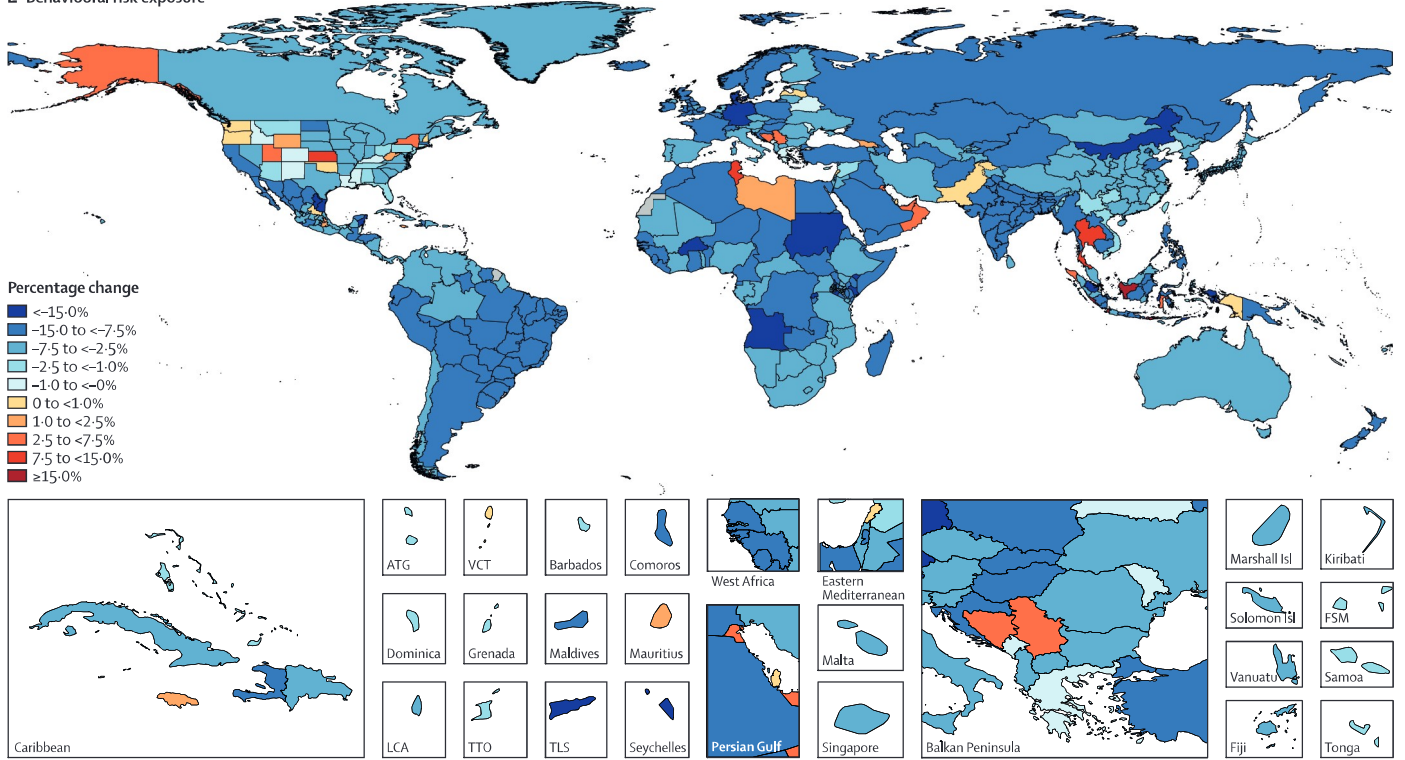 Behavioural risk exposure
Percentage change
<–15·0%
–15·0 to <–7·5%
–7·5 to <–2·5%
–2·5 to <–1·0%
–1·0 to <–0%
0 to <1·0%
1·0 to <2·5%
2·5 to <7·5%
7·5 to <15·0%
≥15·0%
Caribbean
ATG
VCT
Barbados
Comoros
Dominica
Grenada
Maldives
Mauritius
LCA
TTO
TLS
Seychelles
West Africa
Eastern
Mediterranean
Persian Gulf
Malta
Singapore
Balkan Peninsula
Marshall Isl
Kiribati
Solomon Isl
FSM
Vanuatu
Samoa
Fiji
Tonga